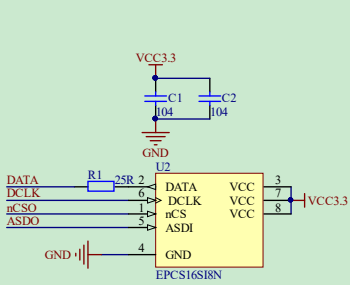 VCC3.3
C1 C2
104 104
GND
U2
R1 25R
DATA 2 DATA VCC 3
DCLK 6 DCLK VCC 7 VCC3.3
nCSO 1 nCS VCC 8
ASDO 5 ASDI
GND 4 GND
EPCS16SI8N